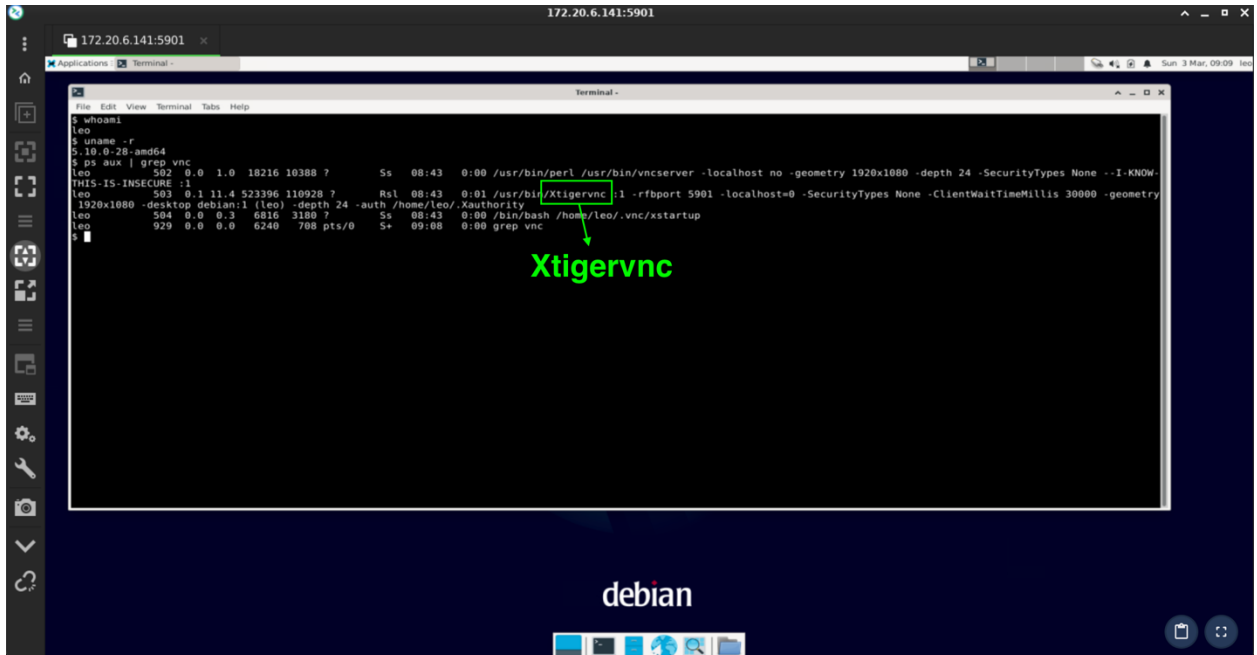 172.20.6.141:5901
172.20.6.141:5901
Applications Terminal - Sun 3 Mar, 09:09 leo
Terminal -
File Edit View Terminal Tabs Help
$ whoami
leo
$ uname -r
5.10.0-28-amd64
$ ps aux | grep vnc
leo 502 0.0 1.0 18216 10388 ? Ss 08:43 0:00 /usr/bin/perl /usr/bin/vncserver -localhost no -geometry 1920x1080 -depth 24 -SecurityTypes None --I-KNOW-
THIS-IS-INSECURE :1
leo 503 0.1 11.4 523396 110928 ? Rsl 08:43 0:01 /usr/bin/Xtigervnc :1 -rfbport 5901 -localhost=0 -SecurityTypes None -ClientWaitTimeMillis 30000 -geometry
1920x1080 -desktop debian:1 (leo) -depth 24 -auth /home/leo/.Xauthority
leo 504 0.0 0.3 6816 3180 ? Ss 08:43 0:00 /bin/bash /home/leo/.vnc/xstartup
leo 929 0.0 0.0 6240 708 pts/0 S+ 09:08 0:00 grep vnc
$
Xtigervnc
debian